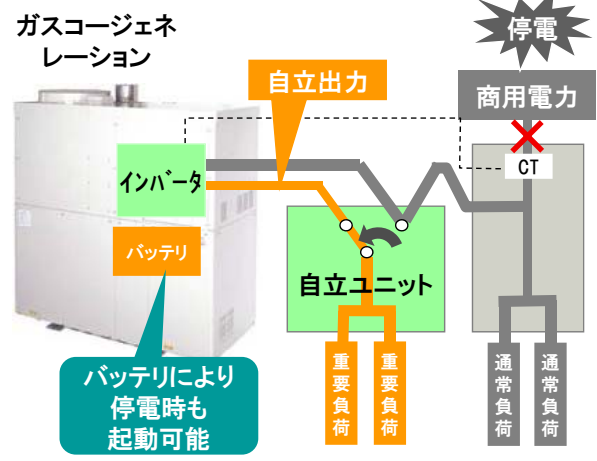 ガスコージェネ
レーション
停電
自立出力
商用電力
CT
インバータ
バッテリ
自立ユニット
バッテリにより
停電時も
起動可能
重要負荷
重要負荷
通常負荷
通常負荷